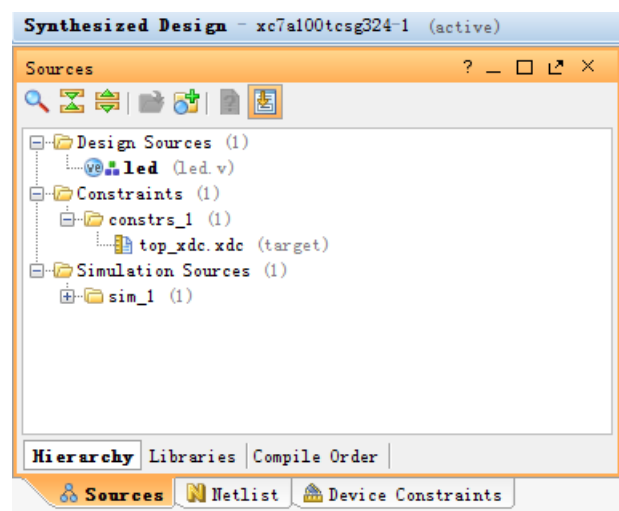 Synthesized Design - xc7a100tcsg324-1 (active)
Sources ? _ □ ×
Design Sources (1)
led (led.v)
Constraints (1)
constrs_1 (1)
top_xdc.xdc (target)
Simulation Sources (1)
sim_1 (1)
Hierarchy Libraries Compile Order
Sources Netlist Device Constraints